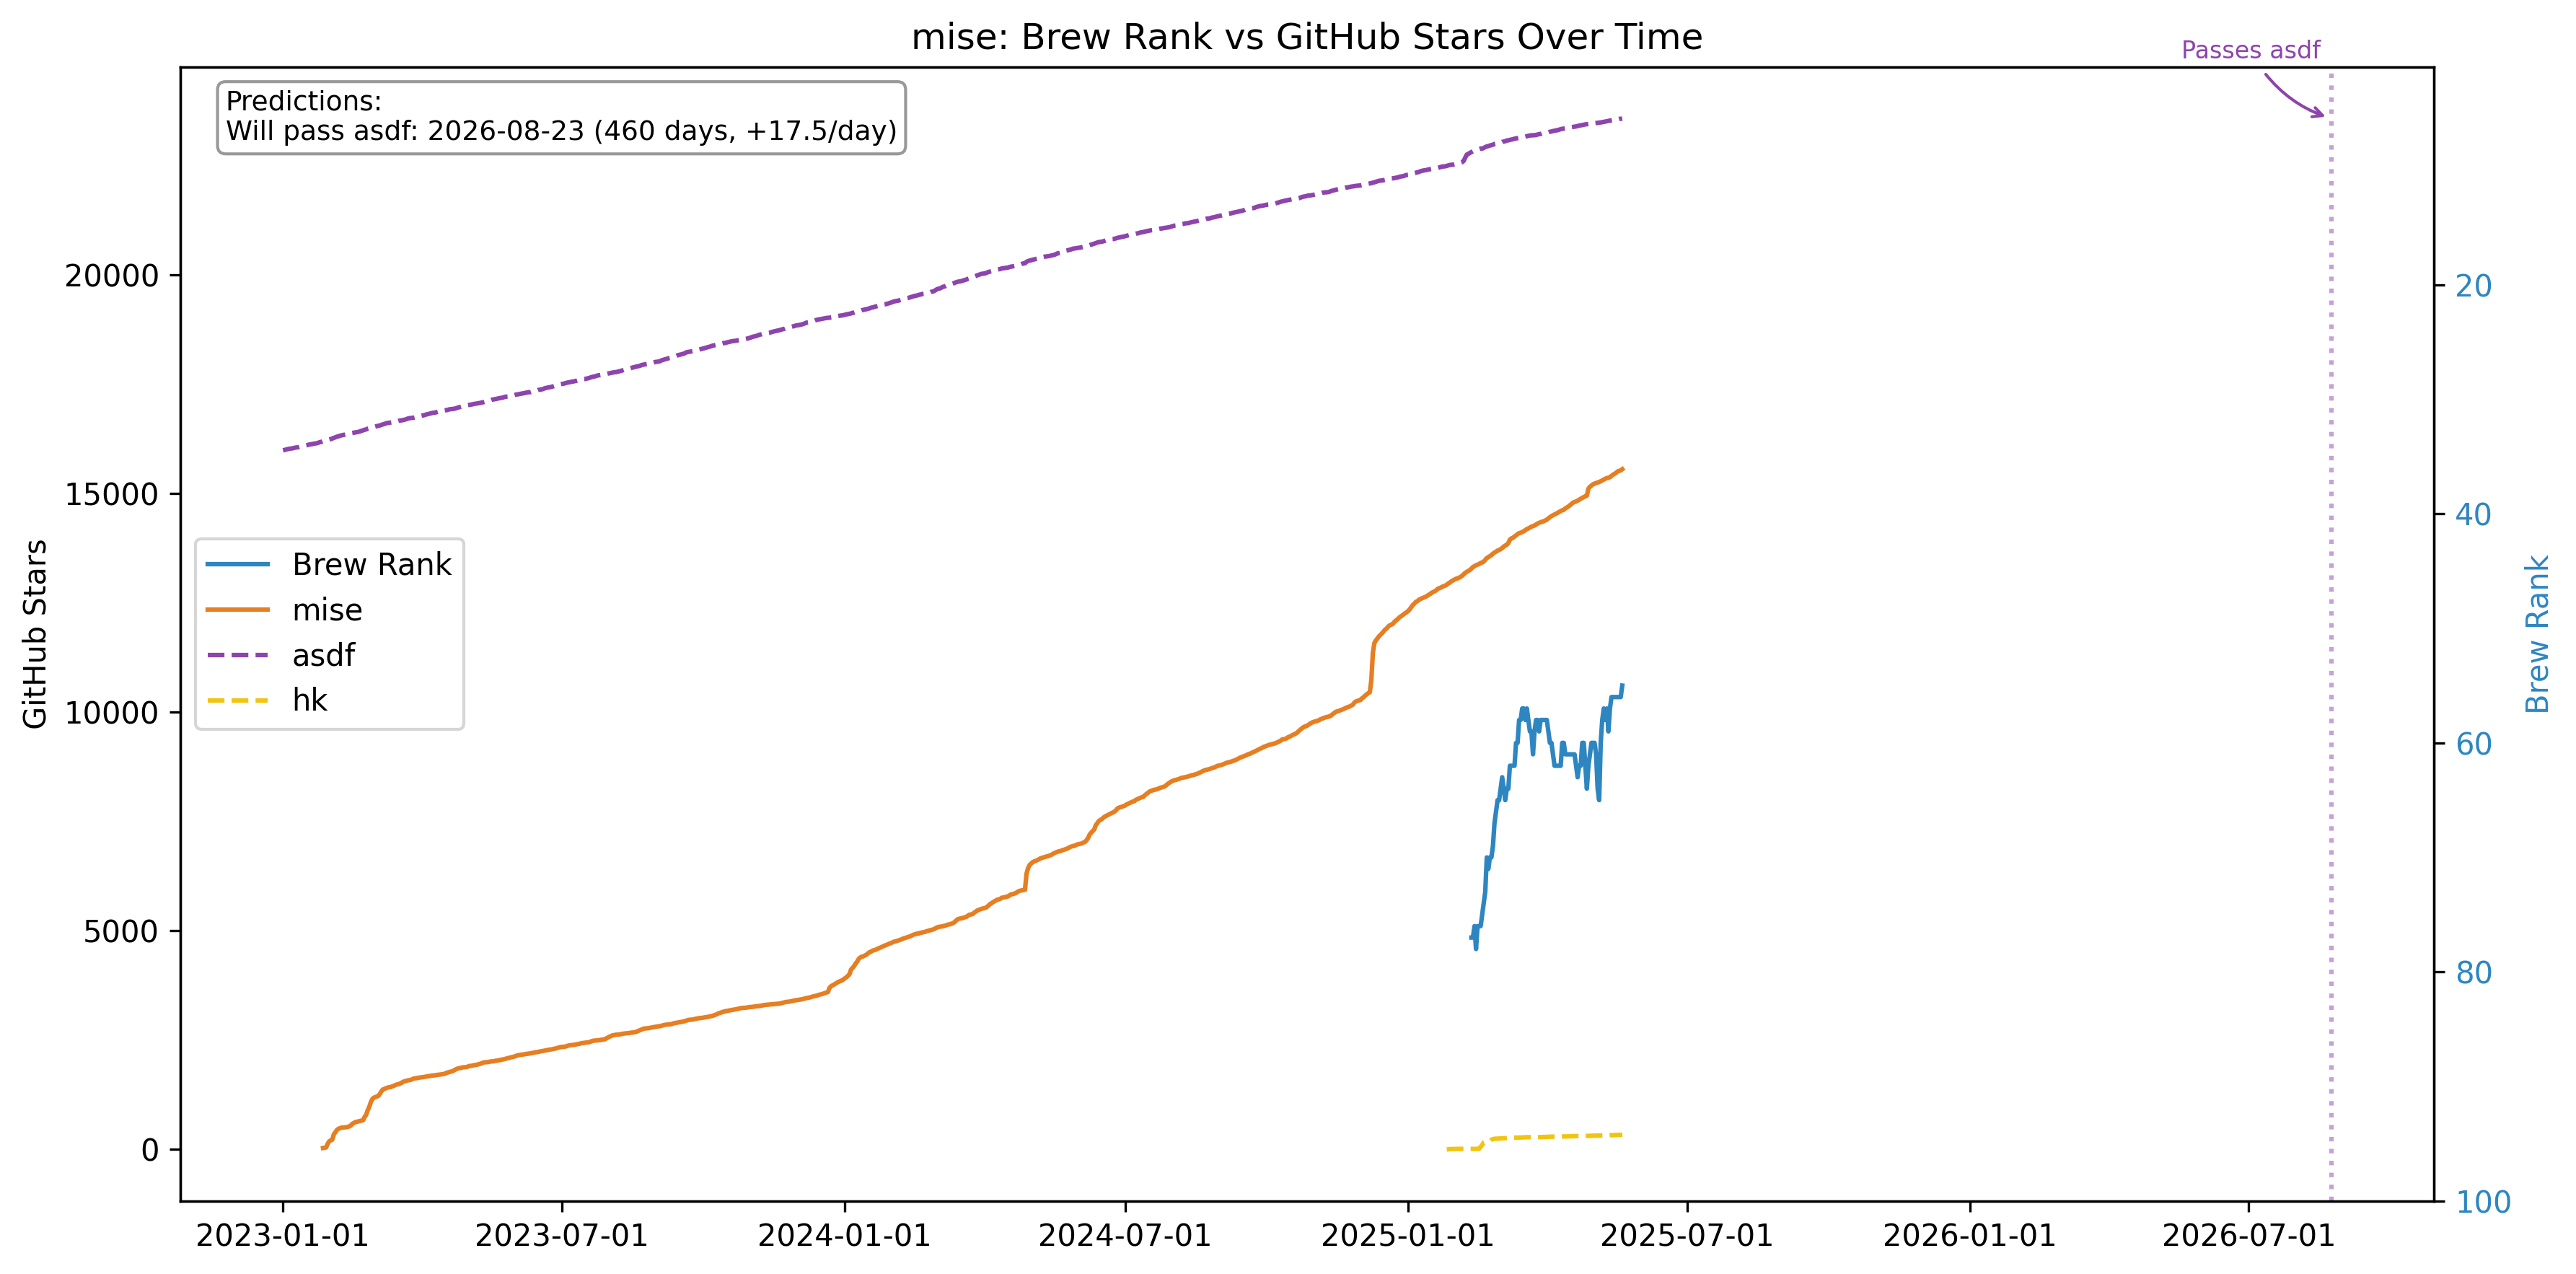 mise: Brew Rank vs GitHub Stars Over Time
Passes asdf
Predictions:
Will pass asdf: 2026-08-23 (460 days, +17.5/day)
GitHub Stars
20000
15000
10000
5000
0
Brew Rank
mise
asdf
hk
20
40
60
80
100
Brew Rank
2023-01-01
2023-07-01
2024-01-01
2024-07-01
2025-01-01
2025-07-01
2026-01-01
2026-07-01